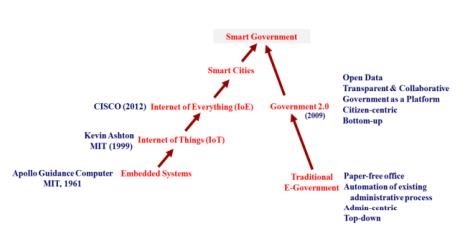 Smart Government
Smart Cities
CISCO (2012) Internet of Everything (IoE)
Kevin Ashton
MIT (1999)
Internet of Things (IoT)
Apollo Guidance Computer
MIT, 1961
Embedded Systems
Government 2.0
(2009)
Open Data
Transparent & Collaborative
Government as a Platform
Citizen-centric
Bottom-up
Traditional
E-Government
Paper-free office
Automation of existing
administrative process
Admin-centric
Top-down